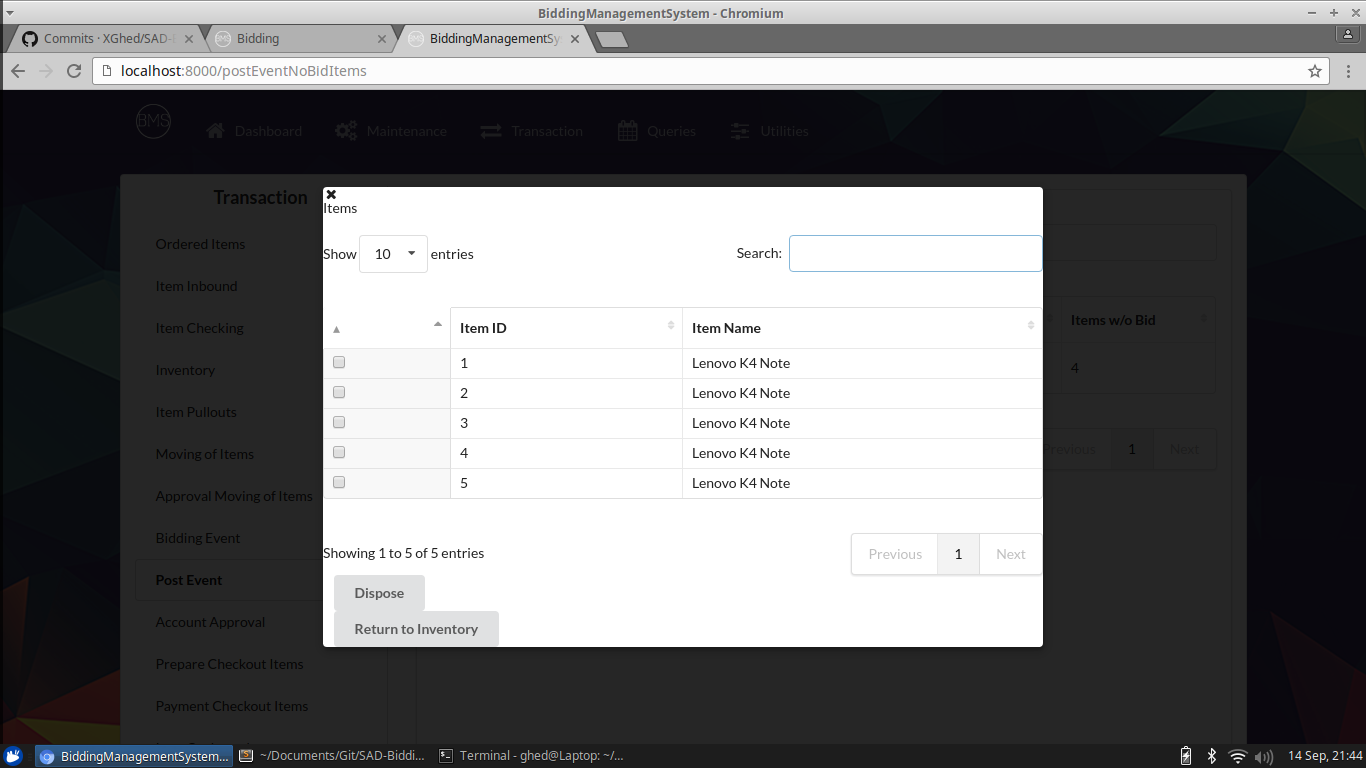 BiddingManagementSystem - Chromium
Commits · XGhed/SAD-
Bidding
BiddingManagementSy
localhost:8000/postEventNoBidItems
BMS
Dashboard
Maintenance
Transaction
Queries
Utilities
Transaction
Ordered Items
Item Inbound
Item Checking
Inventory
Item Pullouts
Moving of Items
Approval Moving of Items
Bidding Event
Post Event
Account Approval
Prepare Checkout Items
Payment Checkout Items
Items
Show 10 entries
Search:
Item ID Item Name
1 Lenovo K4 Note
2 Lenovo K4 Note
3 Lenovo K4 Note
4 Lenovo K4 Note
5 Lenovo K4 Note
Showing 1 to 5 of 5 entries
Previous 1 Next
Dispose
Return to Inventory
Items w/o Bid
4
Previous 1 Next
BiddingManagementSystem...
~/Documents/Git/SAD-Biddi...
Terminal - ghed@Laptop: ~/...
14 Sep, 21:44